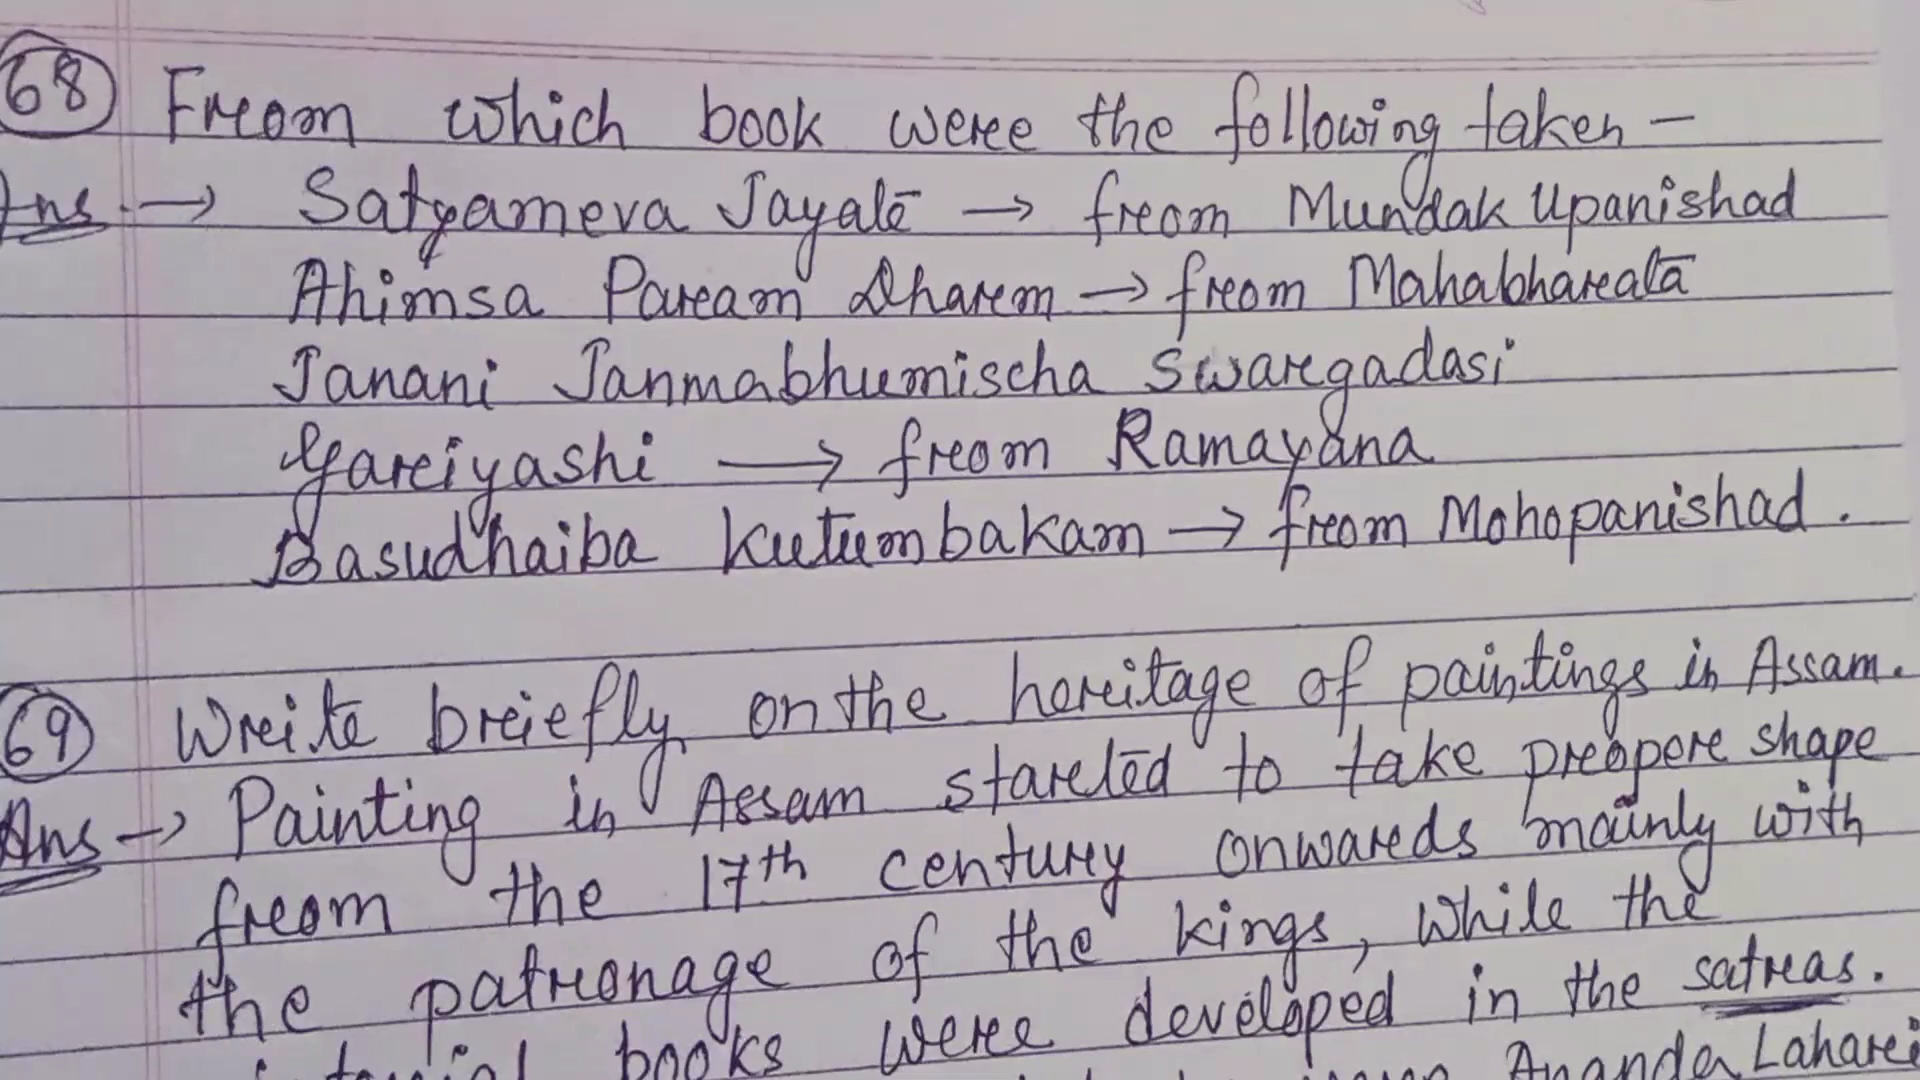 68 From which book were the following taken –
Ans → Satyameva Jayate → from Mundak Upanishad
Ahimsa Param Dharm → from Mahabharata
Janani Janmabhumischa Swargadasi
Gariyashi → from Ramayana
Basudhaiba Kutumbakam → from Mohopanishad.
69 Write briefly on the heritage of paintings in Assam.
Ans → Painting in Assam started to take proper shape
from the 17th century onwards mainly with
the patronage of the kings, while the
books were developed in the satras.
Ananda Lahari